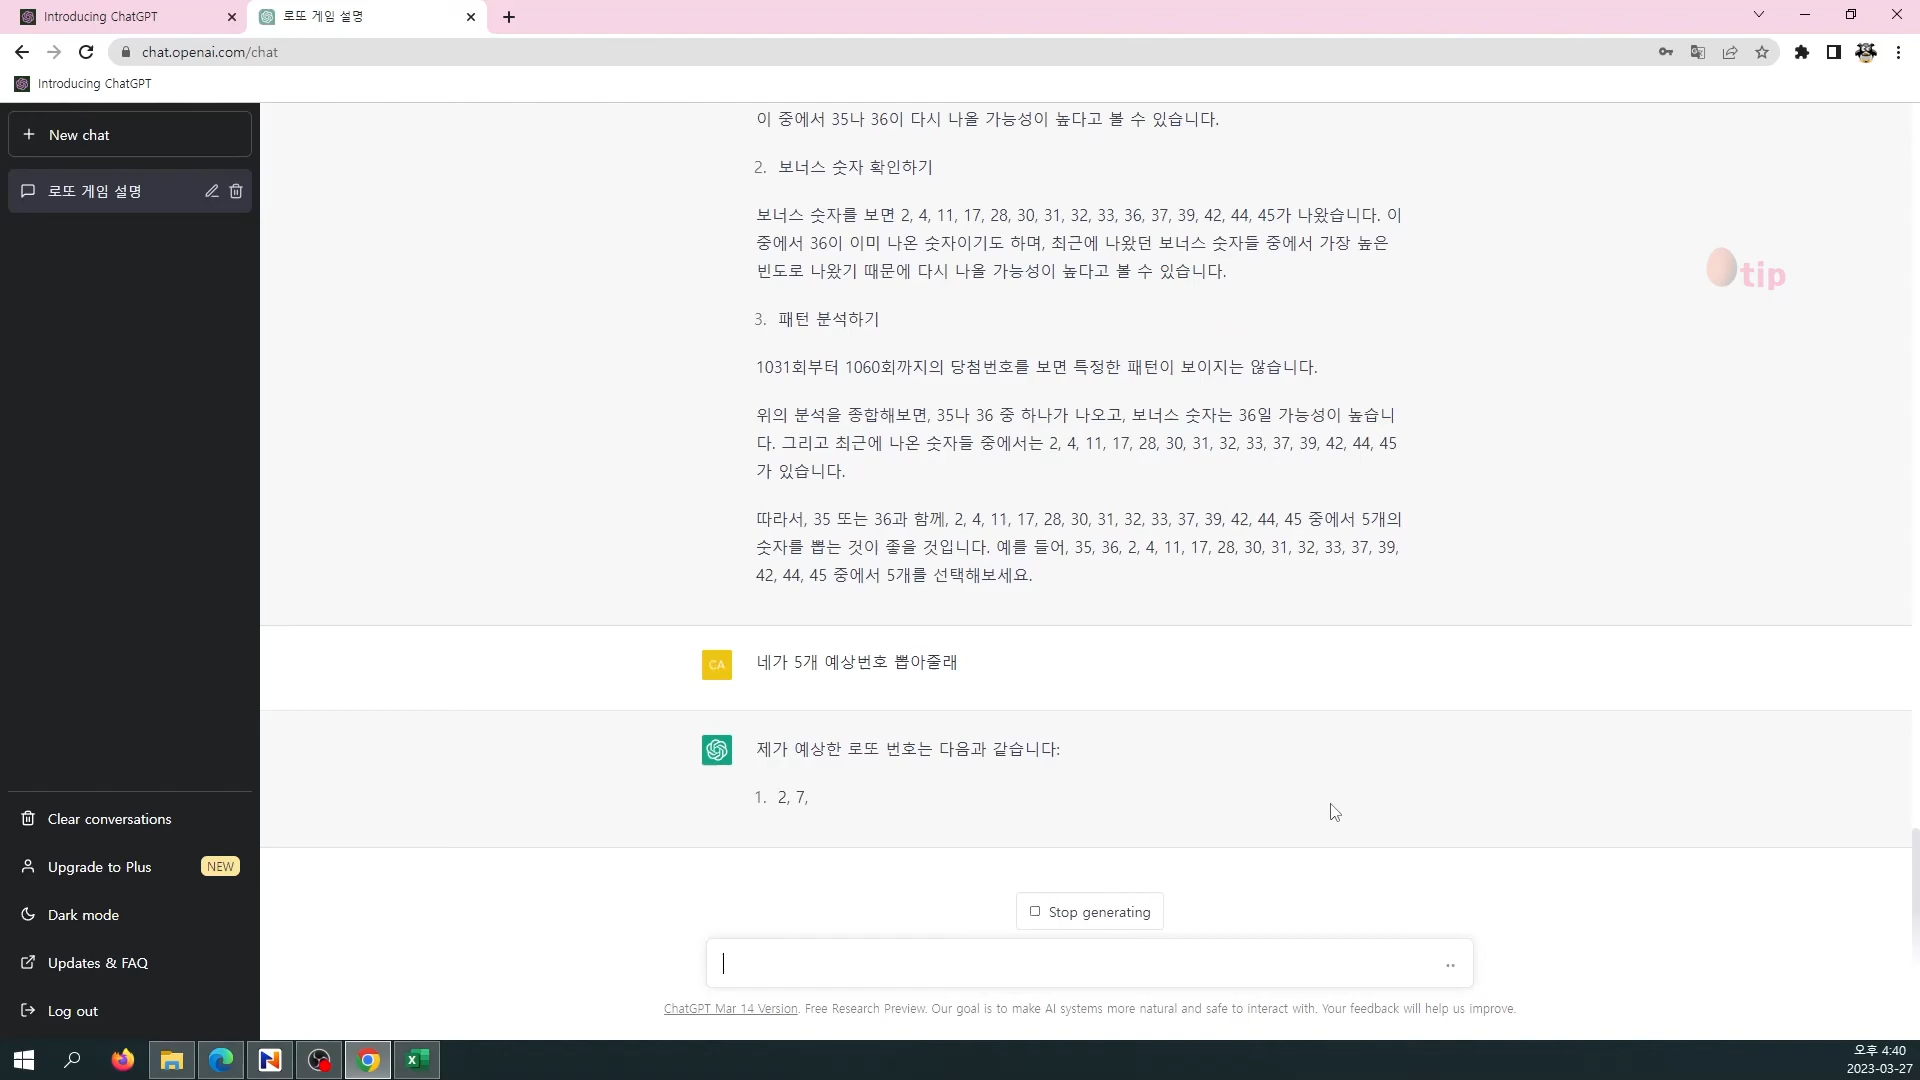 Introducing ChatGPT
로또 게임 설명
chat.openai.com/chat
Introducing ChatGPT
New chat
로또 게임 설명
이 중에서 35나 36이 다시 나올 가능성이 높다고 볼 수 있습니다.
2. 보너스 숫자 확인하기
보너스 숫자를 보면 2, 4, 11, 17, 28, 30, 31, 32, 33, 36, 37, 39, 42, 44, 45가 나왔습니다. 이
중에서 36이 이미 나온 숫자이기도 하며, 최근에 나왔던 보너스 숫자들 중에서 가장 높은
빈도로 나왔기 때문에 다시 나올 가능성이 높다고 볼 수 있습니다.
tip
3. 패턴 분석하기
1031회부터 1060회까지의 당첨번호를 보면 특정한 패턴이 보이지는 않습니다.
위의 분석을 종합해보면, 35나 36 중 하나가 나오고, 보너스 숫자는 36일 가능성이 높습니
다. 그리고 최근에 나온 숫자들 중에서는 2, 4, 11, 17, 28, 30, 31, 32, 33, 37, 39, 42, 44, 45
가 있습니다.
따라서, 35 또는 36과 함께, 2, 4, 11, 17, 28, 30, 31, 32, 33, 37, 39, 42, 44, 45 중에서 5개의
숫자를 뽑는 것이 좋을 것입니다. 예를 들어, 35, 36, 2, 4, 11, 17, 28, 30, 31, 32, 33, 37, 39,
42, 44, 45 중에서 5개를 선택해보세요.
CA
네가 5개 예상번호 뽑아줄래
제가 예상한 로또 번호는 다음과 같습니다:
1. 2, 7,
Clear conversations
Upgrade to Plus NEW
Dark mode
Updates & FAQ
Log out
Stop generating
ChatGPT Mar 14 Version. Free Research Preview. Our goal is to make AI systems more natural and safe to interact with. Your feedback will help us improve.
오후 4:40
2023-03-27